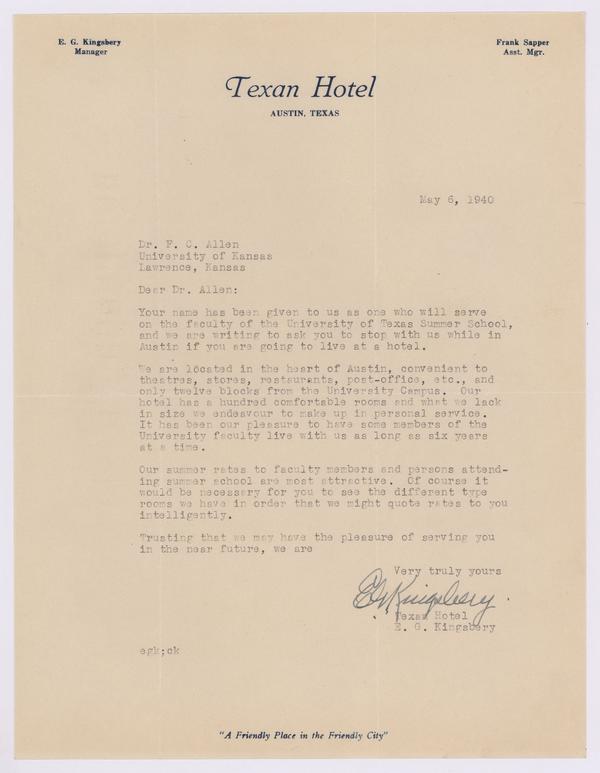 E. G. Kingsbery
Manager
Frank Sapper
Asst. Mgr.
Texan Hotel
AUSTIN, TEXAS
May 6, 1940
Dr. F. C. Allen
University of Kansas
Lawrence, Kansas
Dear Dr. Allen:
Your name has been given to us as one who will serve
on the faculty of the University of Texas Summer School,
and we are writing to ask you to stop with us while in
Austin if you are going to live at a hotel.
We are located in the heart of Austin, convenient to
theatres, stores, restaurants, post-office, etc., and
only twelve blocks from the University Campus. Our
hotel has a hundred comfortable rooms and what we lack
in size we endeavour to make up in personal service.
It has been our pleasure to have some members of the
University faculty live with us as long as six years
at a time.
Our summer rates to faculty members and persons attend-
ing summer school are most attractive. Of course it
would be necessary for you to see the different type
rooms we have in order that we might quote rates to you
intelligently.
Trusting that we may have the pleasure of serving you
in the near future, we are
Very truly yours
EG Kingsbery.
Texan Hotel
E. G. Kingsbery
egk;ck
"A Friendly Place in the Friendly City"